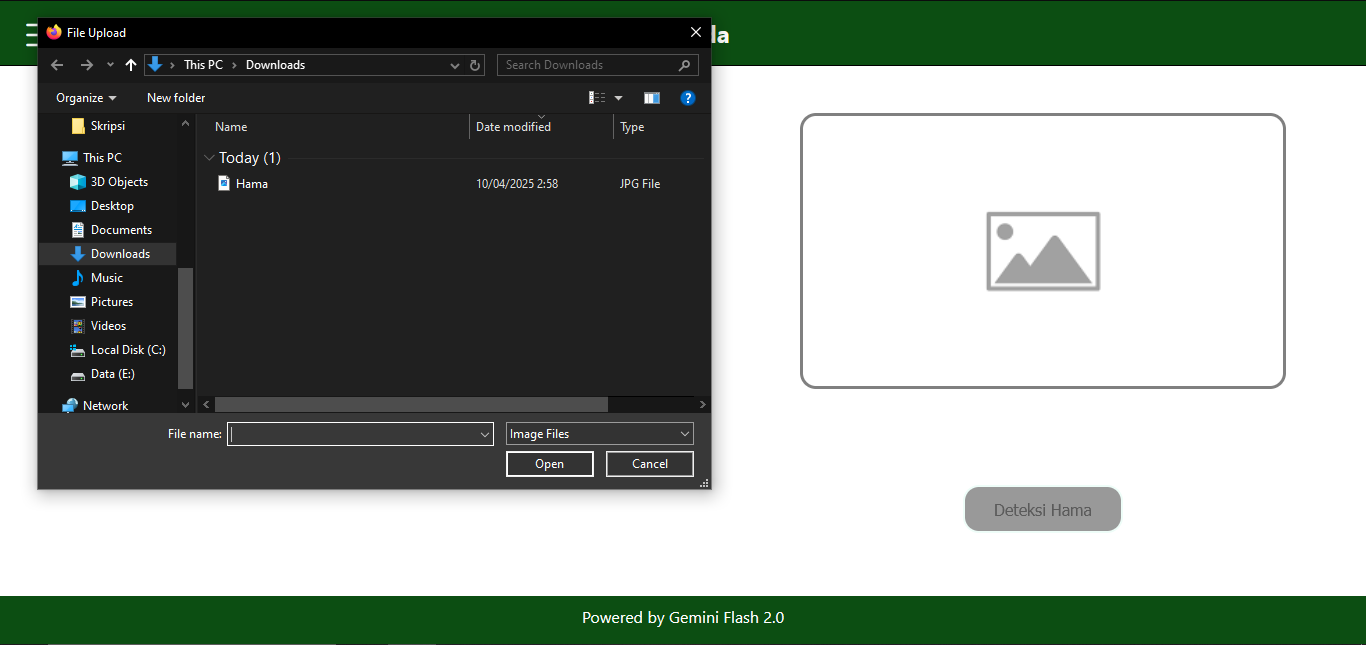 File Upload
la
This PC
Downloads
Search Downloads
Organize
New folder
?
Skripsi
This PC
3D Objects
Desktop
Documents
Downloads
Music
Pictures
Videos
Local Disk (C:)
Data (E:)
Network
Name Date modified Type
Today (1)
Hama 10/04/2025 2:58 JPG File
File name:
Image Files
Open
Cancel
Deteksi Hama
Powered by Gemini Flash 2.0